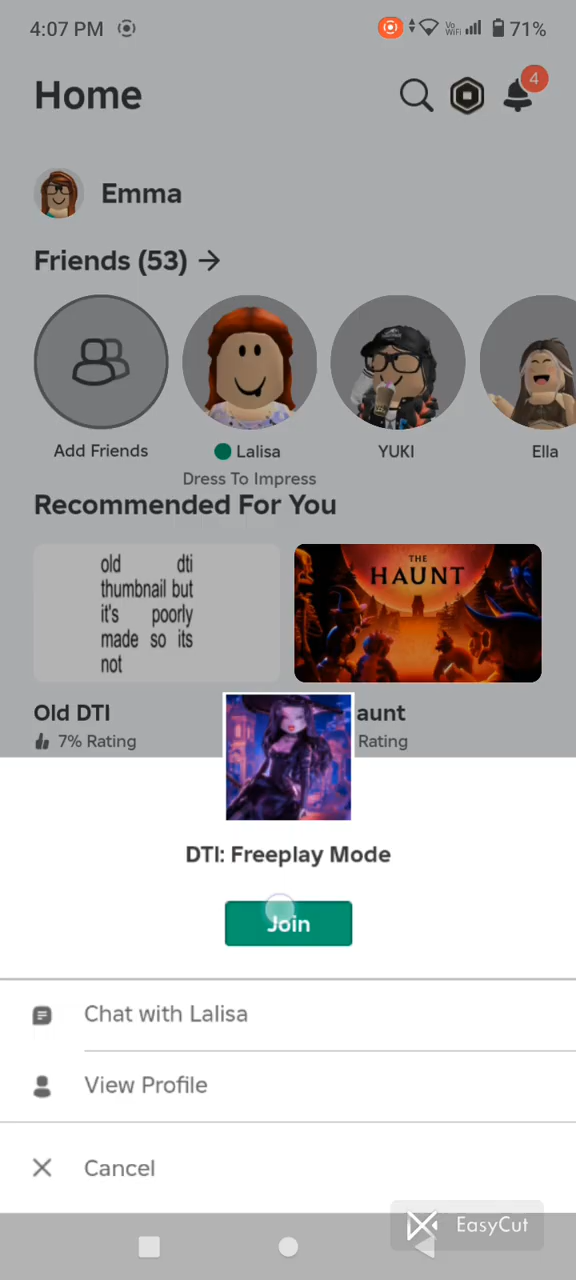 4:07 PM
Vo
WiFi
71%
Home
4
Emma
Friends (53)
Add Friends
Lalisa
Dress To Impress
YUKI
Ella
Recommended For You
old dti
thumbnail but
it's poorly
made so its
not
THE
HAUNT
Old DTI
aunt
7% Rating
Rating
DTI: Freeplay Mode
Join
Chat with Lalisa
View Profile
Cancel
EasyCut